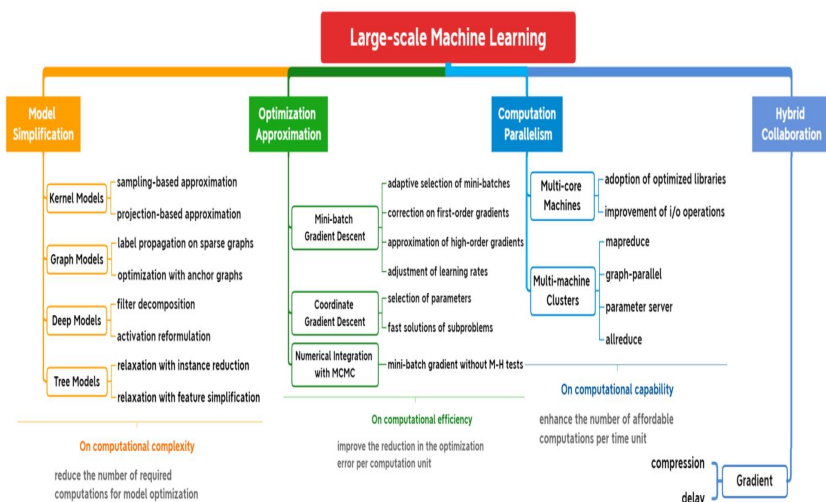 Large-scale Machine Learning
Model
Simplification
Kernel Models
sampling-based approximation
projection-based approximation
Graph Models
label propagation on sparse graphs
optimization with anchor graphs
Deep Models
filter decomposition
activation reformulation
Tree Models
relaxation with instance reduction
relaxation with feature simplification
On computational complexity
reduce the number of required
computations for model optimization
Optimization
Approximation
Mini-batch
Gradient Descent
adaptive selection of mini-batches
correction on first-order gradients
approximation of high-order gradients
adjustment of learning rates
Coordinate
Gradient Descent
selection of parameters
fast solutions of subproblems
Numerical Integration
with MCMC
mini-batch gradient without M-H tests
On computational efficiency
improve the reduction in the optimization
error per computation unit
Computation
Parallelism
Multi-core
Machines
adoption of optimized libraries
improvement of i/o operations
Multi-machine
Clusters
mapreduce
graph-parallel
parameter server
allreduce
On computational capability
enhance the number of affordable
computations per time unit
Hybrid
Collaboration
Gradient
compression
delay